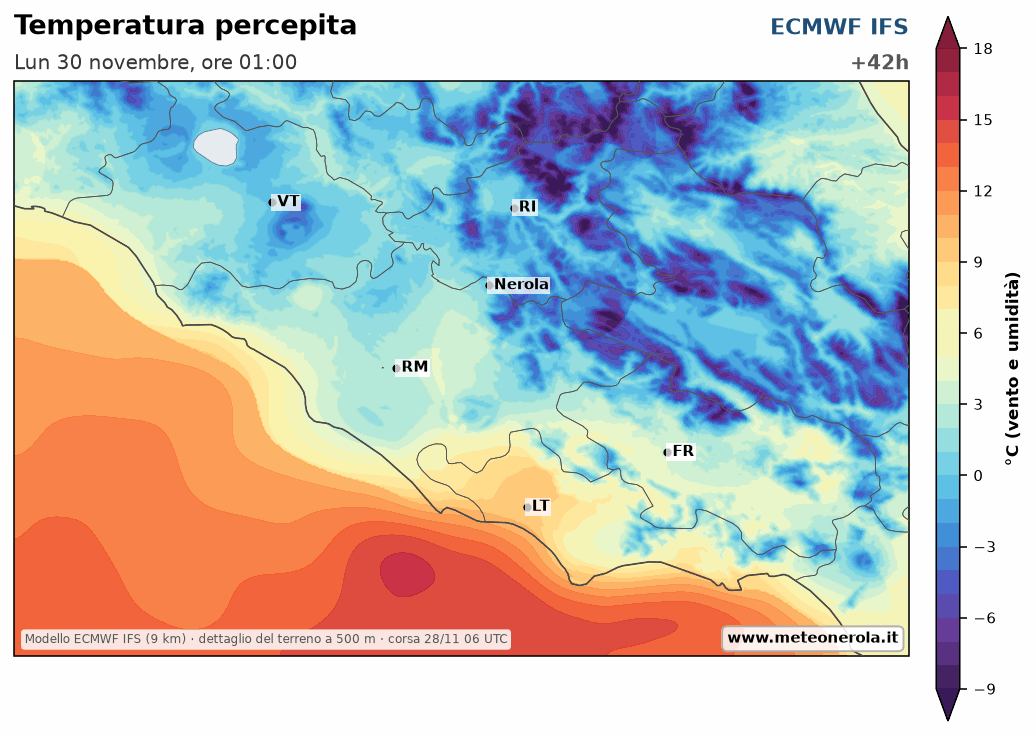 Temperatura percepita
ECMWF IFS
Lun 30 novembre, ore 01:00
+42h
VT
RI
Nerola
RM
FR
LT
18
15
12
9
6
3
0
−3
−6
−9
°C (vento e umidità)
Modello ECMWF IFS (9 km) · dettaglio del terreno a 500 m · corsa 28/11 06 UTC
www.meteonerola.it